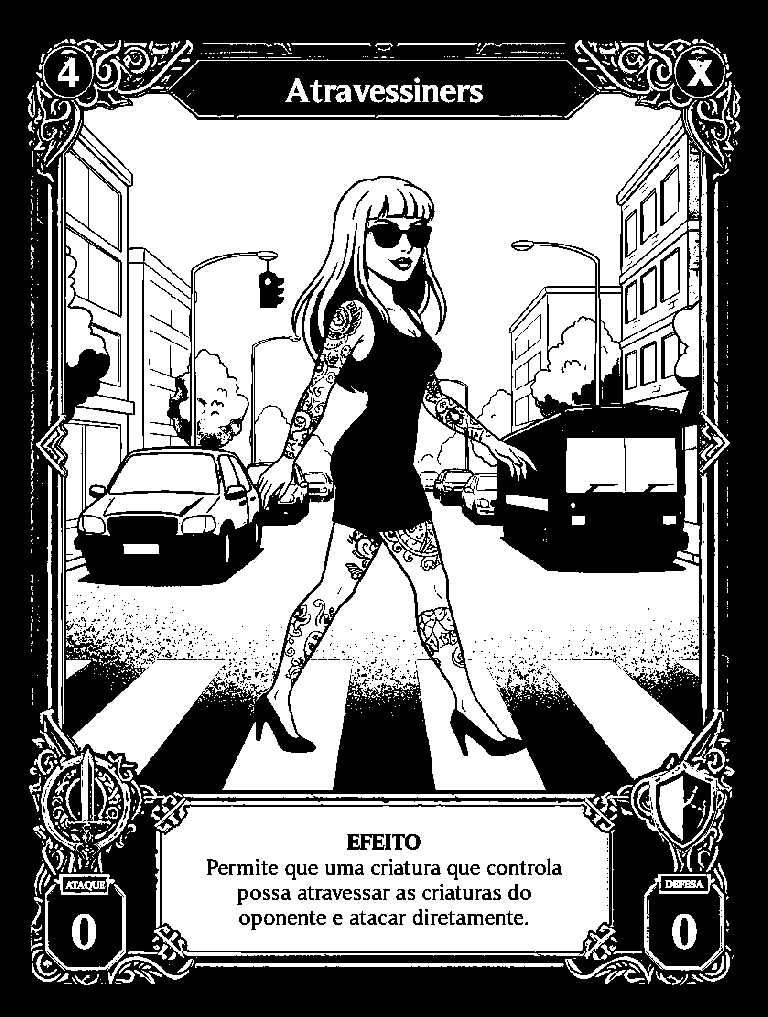 4
Atravessiners
X
EFEITO
Permite que uma criatura que controla
possa atravessar as criaturas do
oponente e atacar diretamente.
ATAQUE
0
DEFESA
0